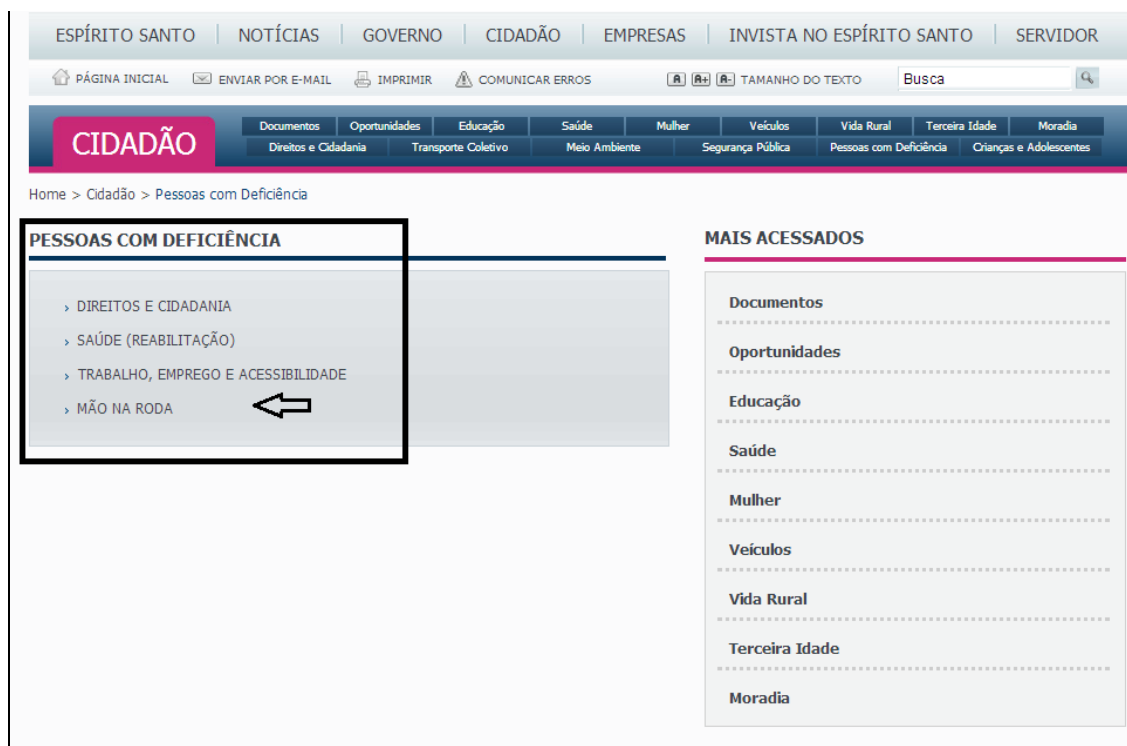 ESPÍRITO SANTO NOTÍCIAS GOVERNO CIDADÃO EMPRESAS INVISTA NO ESPÍRITO SANTO SERVIDOR
PÁGINA INICIAL ENVIAR POR E-MAIL IMPRIMIR COMUNICAR ERROS A A+ A- TAMANHO DO TEXTO Busca
CIDADÃO
Documentos Oportunidades Educação Saúde Mulher Veículos Vida Rural Terceira Idade Moradia
Direitos e Cidadania Transporte Coletivo Meio Ambiente Segurança Pública Pessoas com Deficiência Crianças e Adolescentes
Home > Cidadão > Pessoas com Deficiência
PESSOAS COM DEFICIÊNCIA
› DIREITOS E CIDADANIA
› SAÚDE (REABILITAÇÃO)
› TRABALHO, EMPREGO E ACESSIBILIDADE
› MÃO NA RODA
MAIS ACESSADOS
Documentos
Oportunidades
Educação
Saúde
Mulher
Veículos
Vida Rural
Terceira Idade
Moradia